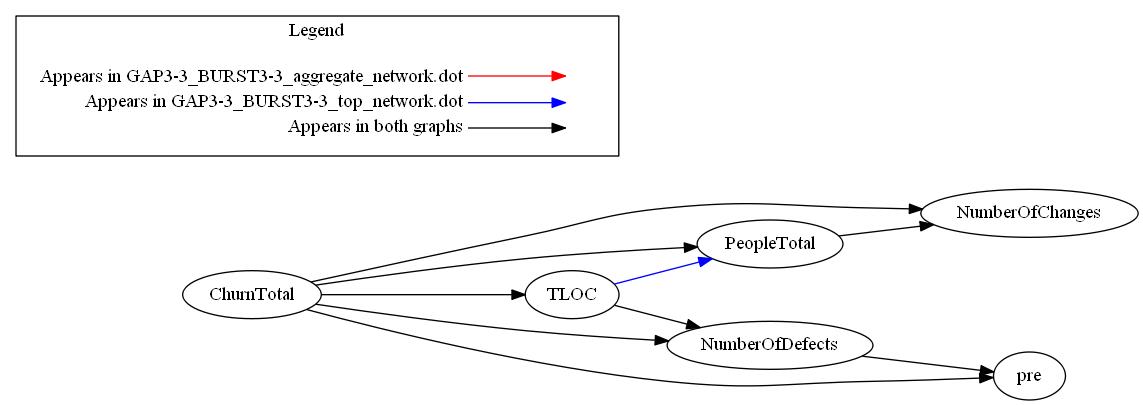 Legend
Appears in GAP3-3_BURST3-3_aggregate_network.dot
Appears in GAP3-3_BURST3-3_top_network.dot
Appears in both graphs
NumberOfChanges
PeopleTotal
ChurnTotal
TLOC
NumberOfDefects
pre